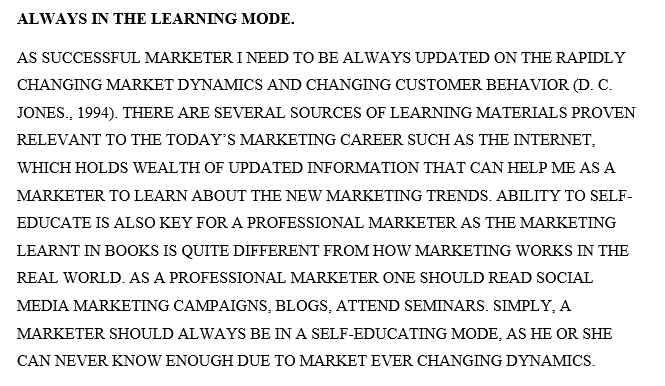 ALWAYS IN THE LEARNING MODE.
AS SUCCESSFUL MARKETER I NEED TO BE ALWAYS UPDATED ON THE RAPIDLY
CHANGING MARKET DYNAMICS AND CHANGING CUSTOMER BEHAVIOR (D. C.
JONES., 1994). THERE ARE SEVERAL SOURCES OF LEARNING MATERIALS PROVEN
RELEVANT TO THE TODAY’S MARKETING CAREER SUCH AS THE INTERNET,
WHICH HOLDS WEALTH OF UPDATED INFORMATION THAT CAN HELP ME AS A
MARKETER TO LEARN ABOUT THE NEW MARKETING TRENDS. ABILITY TO SELF-
EDUCATE IS ALSO KEY FOR A PROFESSIONAL MARKETER AS THE MARKETING
LEARNT IN BOOKS IS QUITE DIFFERENT FROM HOW MARKETING WORKS IN THE
REAL WORLD. AS A PROFESSIONAL MARKETER ONE SHOULD READ SOCIAL
MEDIA MARKETING CAMPAIGNS, BLOGS, ATTEND SEMINARS. SIMPLY, A
MARKETER SHOULD ALWAYS BE IN A SELF-EDUCATING MODE, AS HE OR SHE
CAN NEVER KNOW ENOUGH DUE TO MARKET EVER CHANGING DYNAMICS.